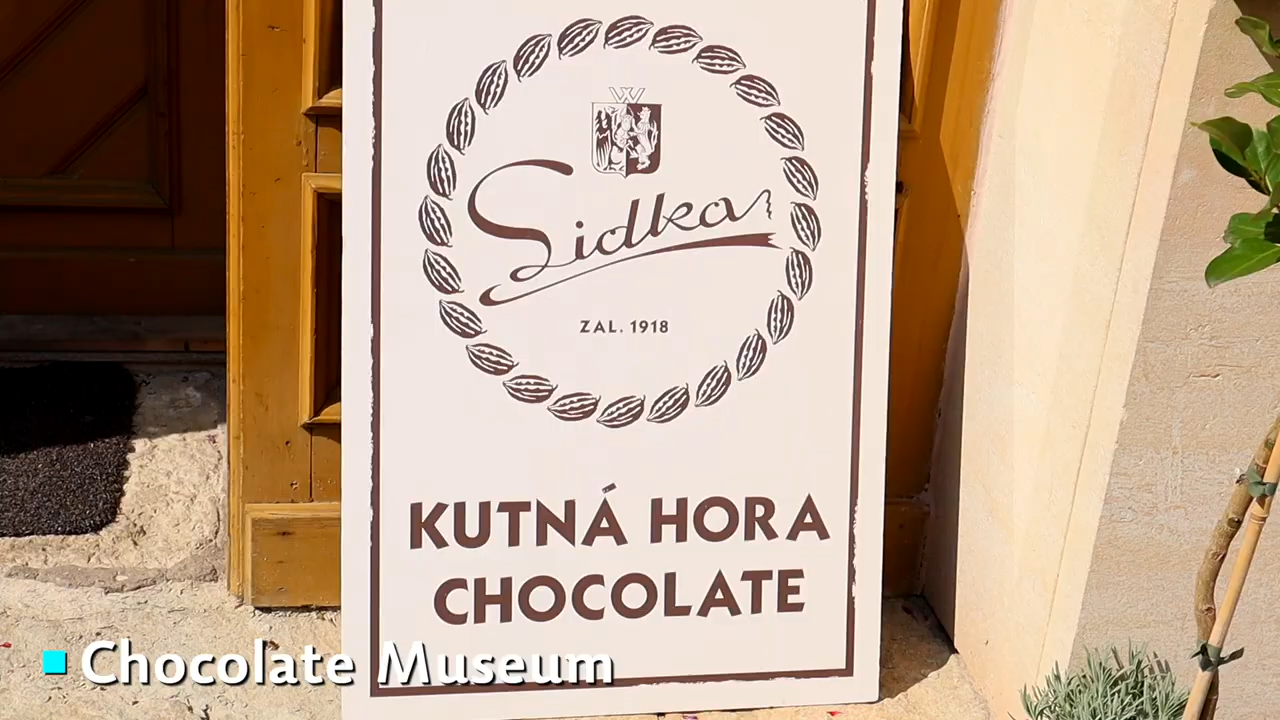 Sidka
ZAL. 1918
KUTNÁ HORA
CHOCOLATE
Chocolate Museum